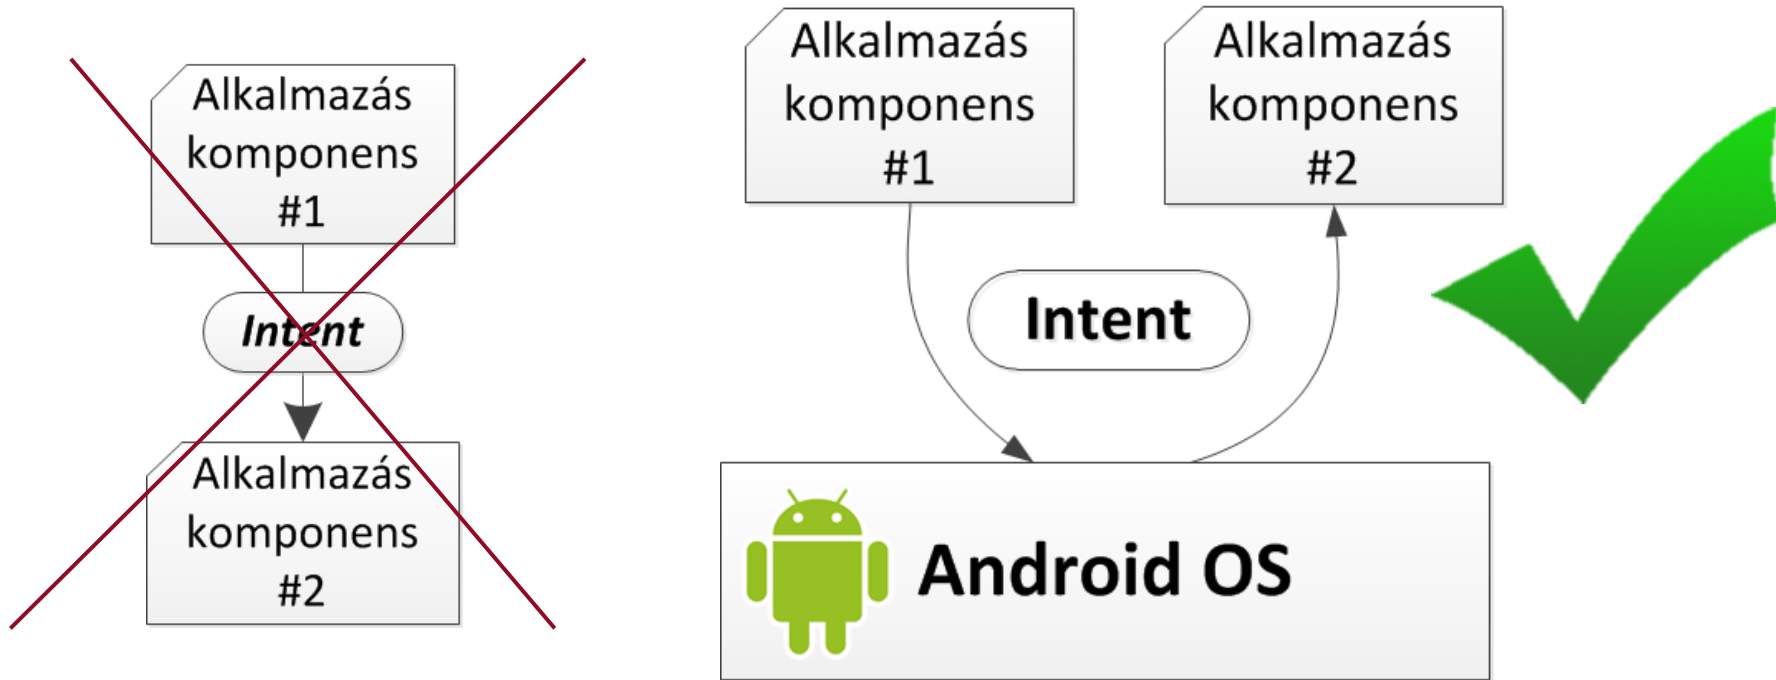 Alkalmazás
komponens
#1
Intent
Alkalmazás
komponens
#2
Alkalmazás
komponens
#1
Alkalmazás
komponens
#2
Intent
Android OS